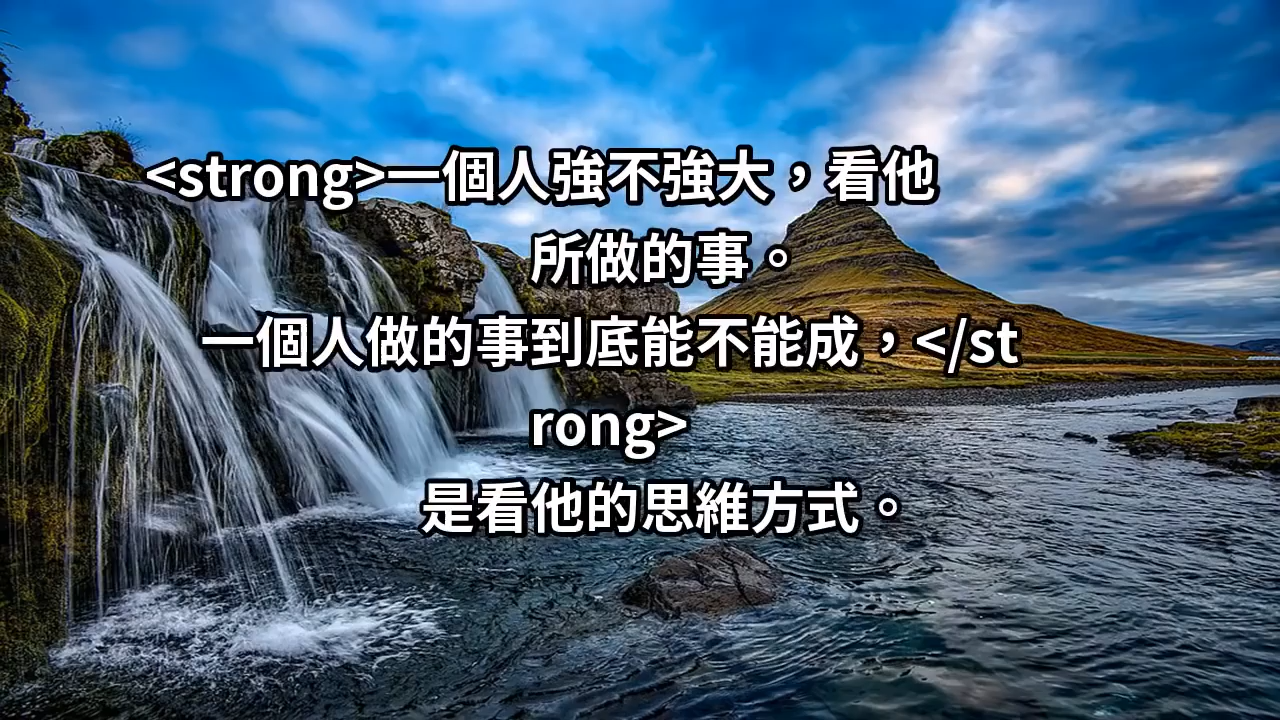 <strong>一個人強不強大，看他
所做的事。
一個人做的事到底能不能成，</st
rong>
是看他的思維方式。